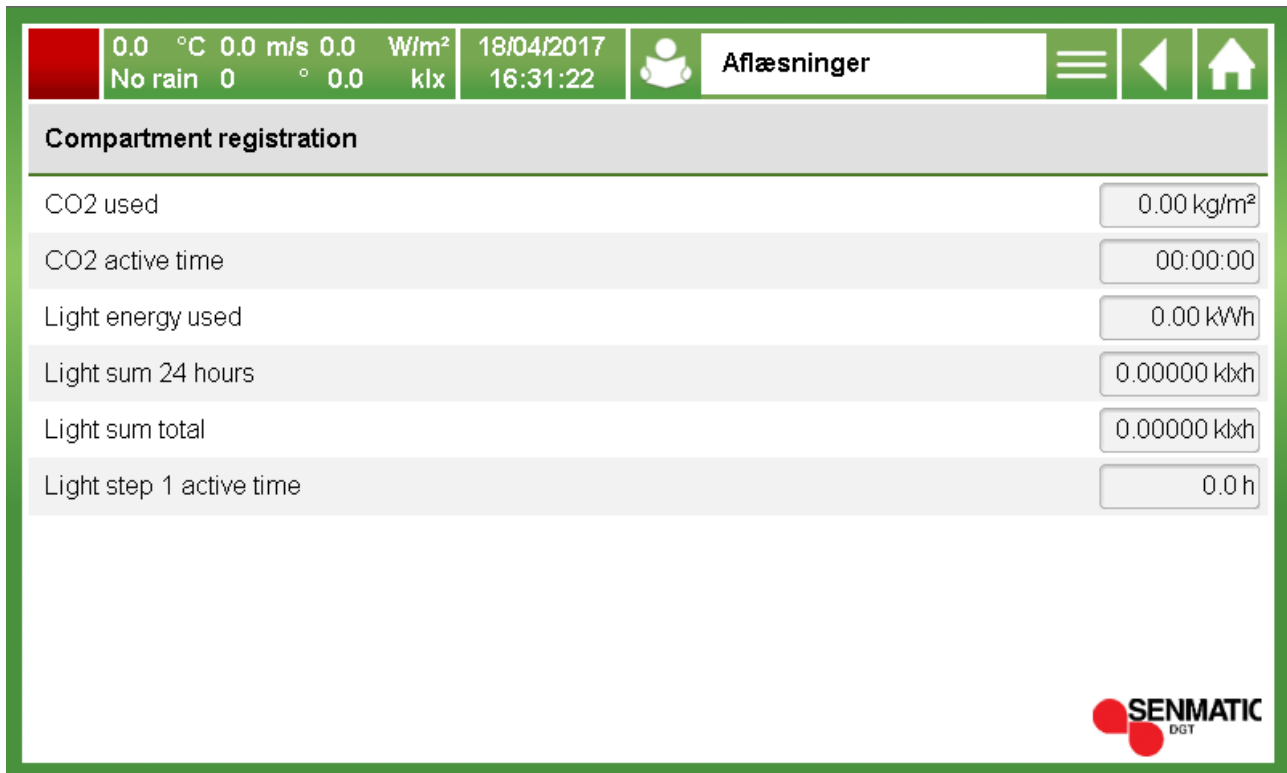 0.0 °C 0.0 m/s 0.0 W/m² 18/04/2017
No rain 0 ° 0.0 klx 16:31:22
Aflæsninger
Compartment registration
CO2 used 0.00 kg/m²
CO2 active time 00:00:00
Light energy used 0.00 kWh
Light sum 24 hours 0.00000 klxh
Light sum total 0.00000 klxh
Light step 1 active time 0.0 h
SENMATIC
DGT